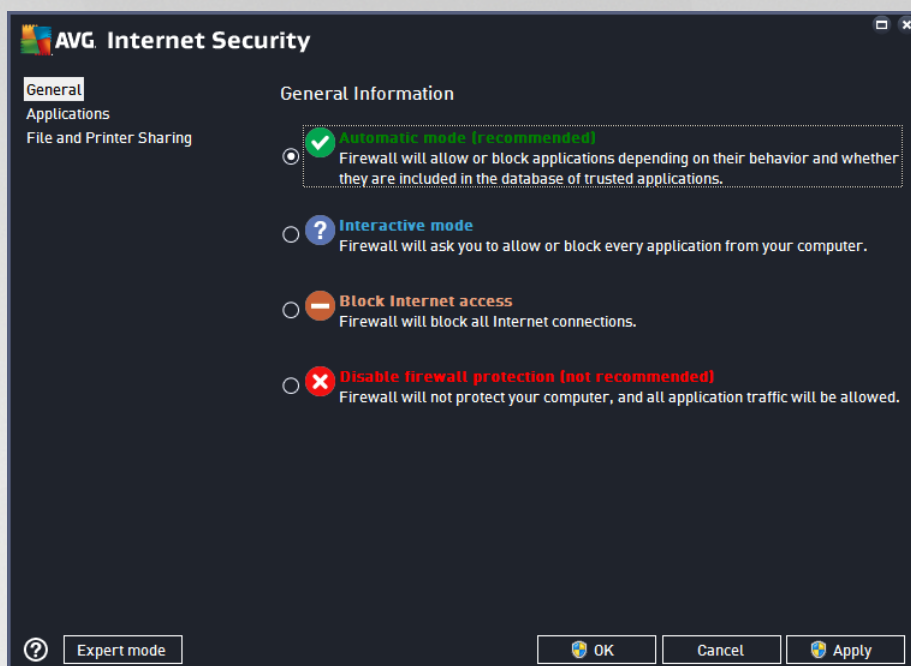 AVG Internet Security
General
Applications
File and Printer Sharing
General Information
Automatic mode (recommended)
Firewall will allow or block applications depending on their behavior and whether
they are included in the database of trusted applications.
Interactive mode
Firewall will ask you to allow or block every application from your computer.
Block Internet access
Firewall will block all Internet connections.
Disable firewall protection (not recommended)
Firewall will not protect your computer, and all application traffic will be allowed.
Expert mode
OK
Cancel
Apply